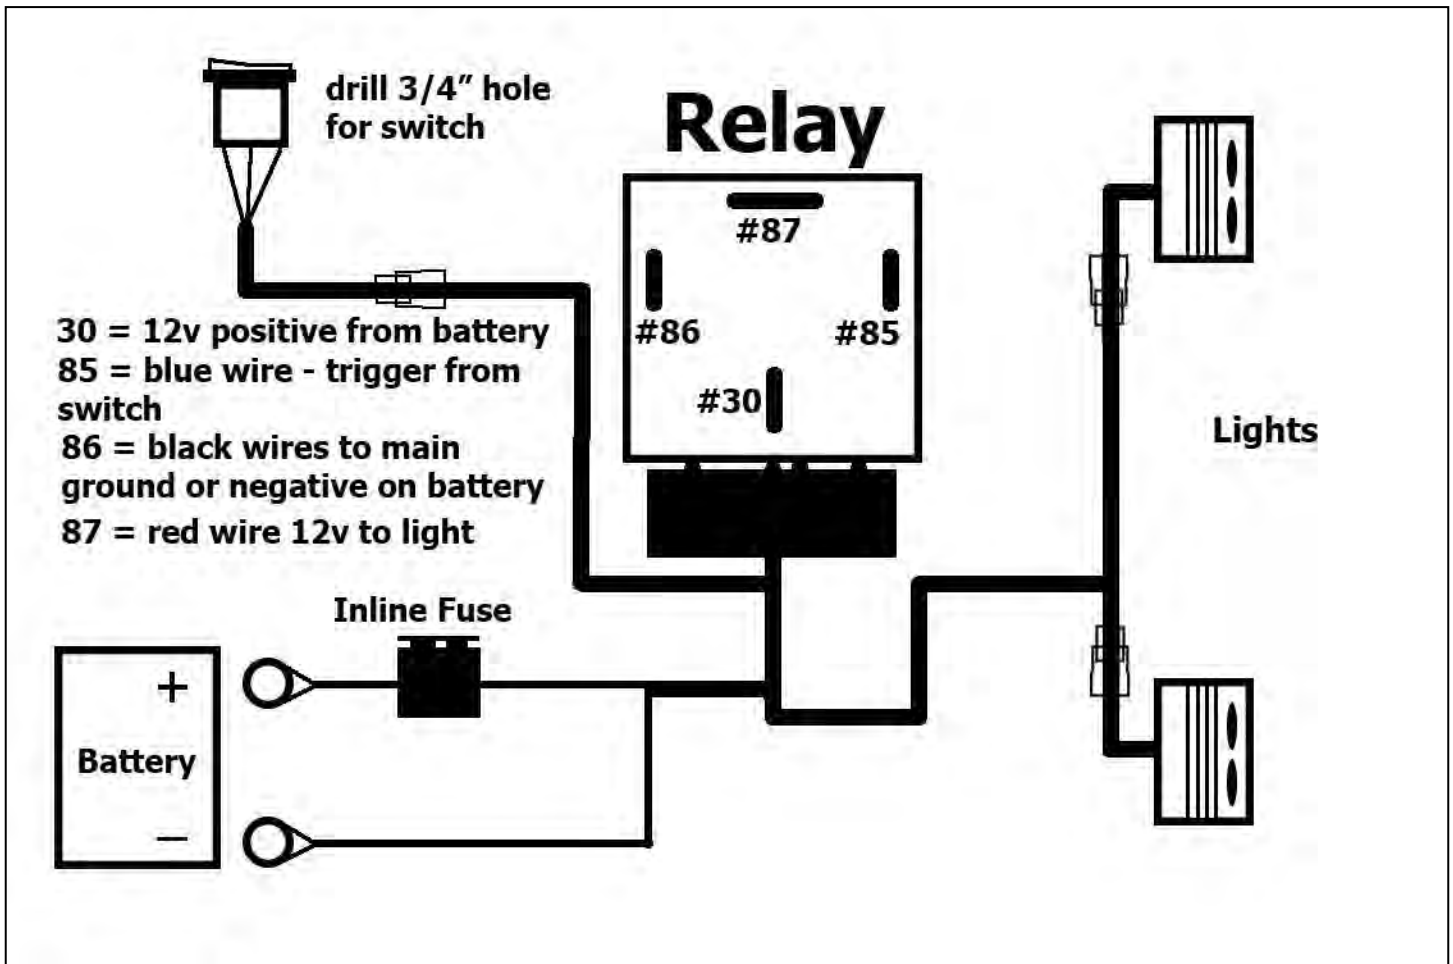 drill 3/4” hole
for switch
Relay
#87
#86
#85
#30
30 = 12v positive from battery
85 = blue wire - trigger from
switch
86 = black wires to main
ground or negative on battery
87 = red wire 12v to light
Lights
Inline Fuse
+
Battery
–